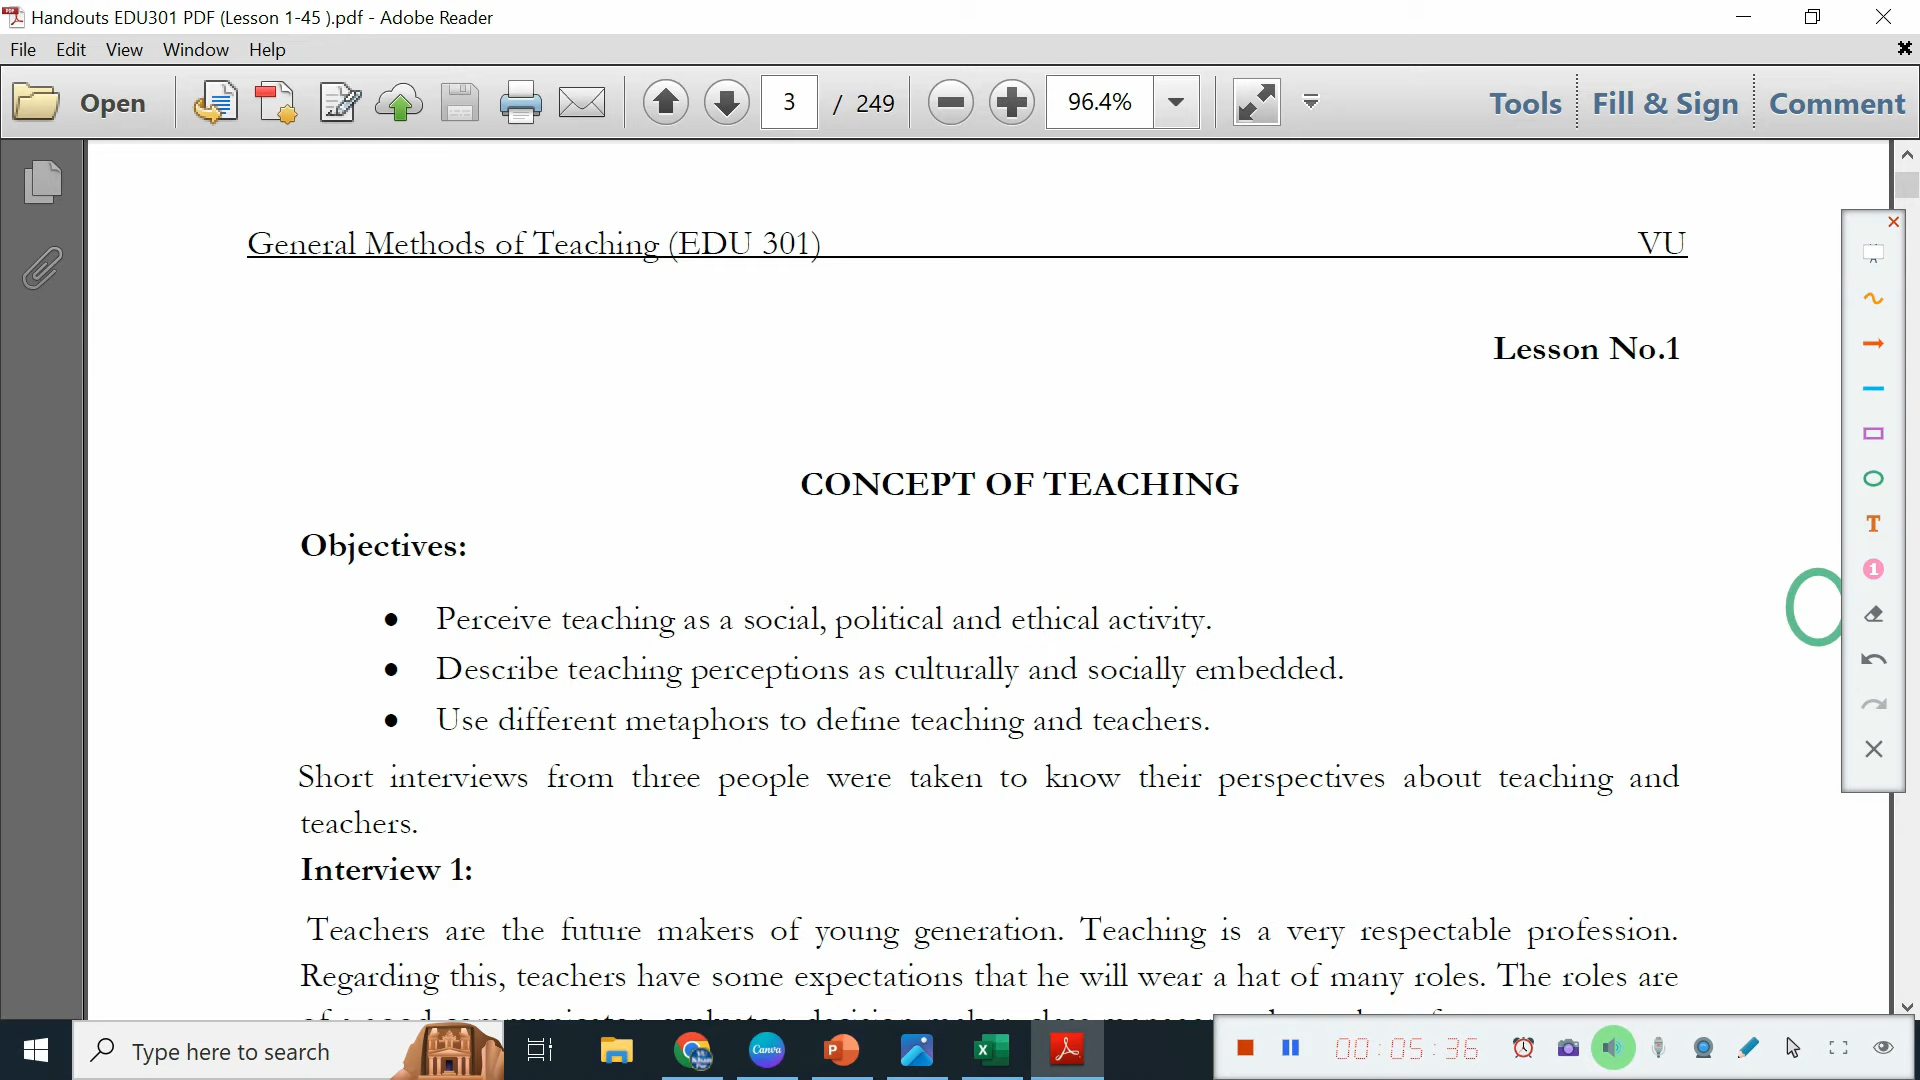 Handouts EDU301 PDF (Lesson 1-45 ).pdf - Adobe Reader
File Edit View Window Help
Open 3 / 249 96.4% Tools Fill & Sign Comment
General Methods of Teaching (EDU 301) VU
Lesson No.1
CONCEPT OF TEACHING
Objectives:
Perceive teaching as a social, political and ethical activity.
Describe teaching perceptions as culturally and socially embedded.
Use different metaphors to define teaching and teachers.
Short interviews from three people were taken to know their perspectives about teaching and
teachers.
Interview 1:
Teachers are the future makers of young generation. Teaching is a very respectable profession.
Regarding this, teachers have some expectations that he will wear a hat of many roles. The roles are
T
1
Type here to search
Canva
00:05:36